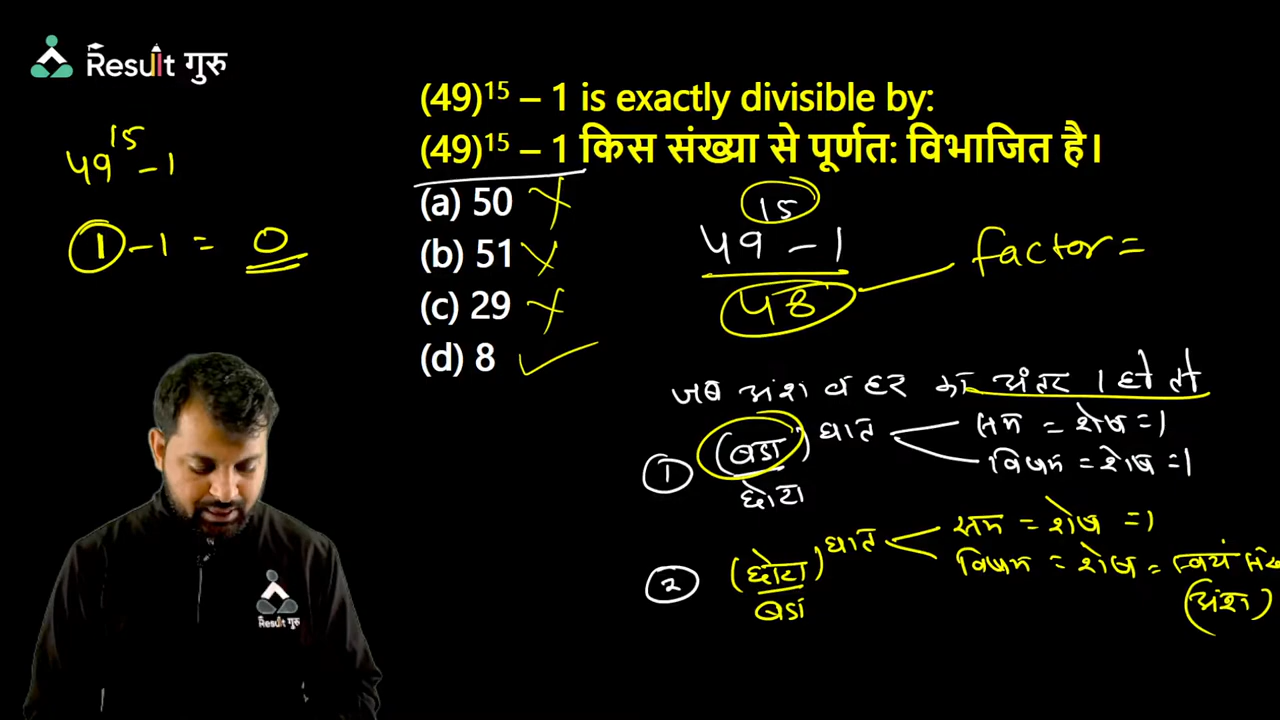 Result गुरु
(49)¹⁵ – 1 is exactly divisible by:
(49)¹⁵ – 1 किस संख्या से पूर्णत: विभाजित है।
(a) 50
(b) 51
(c) 29
(d) 8
49¹⁵ - 1
1 - 1 = 0
49¹⁵ - 1
48
factor =
जब अंश व हर का अंतर 1 हो तो
1 (बडा/छोटा)घात
सम = शेष = 1
विषम = शेष = 1
2 (छोटा/बडा)घात
सम = शेष = 1
विषम = शेष = स्वयं
(अंश)
Result गुरु